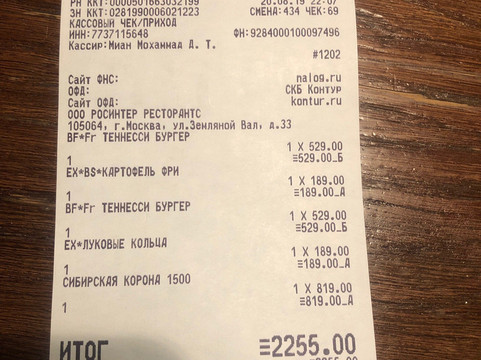 РН ККТ:0000501663032199 20.08.19 22:07
ЗН ККТ:0281990006021223 СМЕНА:434 ЧЕК:69
КАССОВЫЙ ЧЕК/ПРИХОД
ИНН:7737115648 ФН:9284000100097496
Кассир:Миан Мохаммад А. Т.
#1202
Сайт ФНС: nalog.ru
ОФД: СКБ Контур
Сайт ОФД: kontur.ru
ООО РОСИНТЕР РЕСТОРАНТС
105064, г.Москва, ул.Земляной Вал, д.33
BF*Fr ТЕННЕССИ БУРГЕР
1 X 529.00
1 ≡529.00_Б
EX*BS*КАРТОФЕЛЬ ФРИ
1 X 189.00
1 ≡189.00_А
BF*Fr ТЕННЕССИ БУРГЕР
1 X 529.00
1 ≡529.00_Б
EX*ЛУКОВЫЕ КОЛЬЦА
1 X 189.00
1 ≡189.00_А
СИБИРСКАЯ КОРОНА 1500
1 X 819.00
1 ≡819.00_А
ИТОГ ≡2255.00